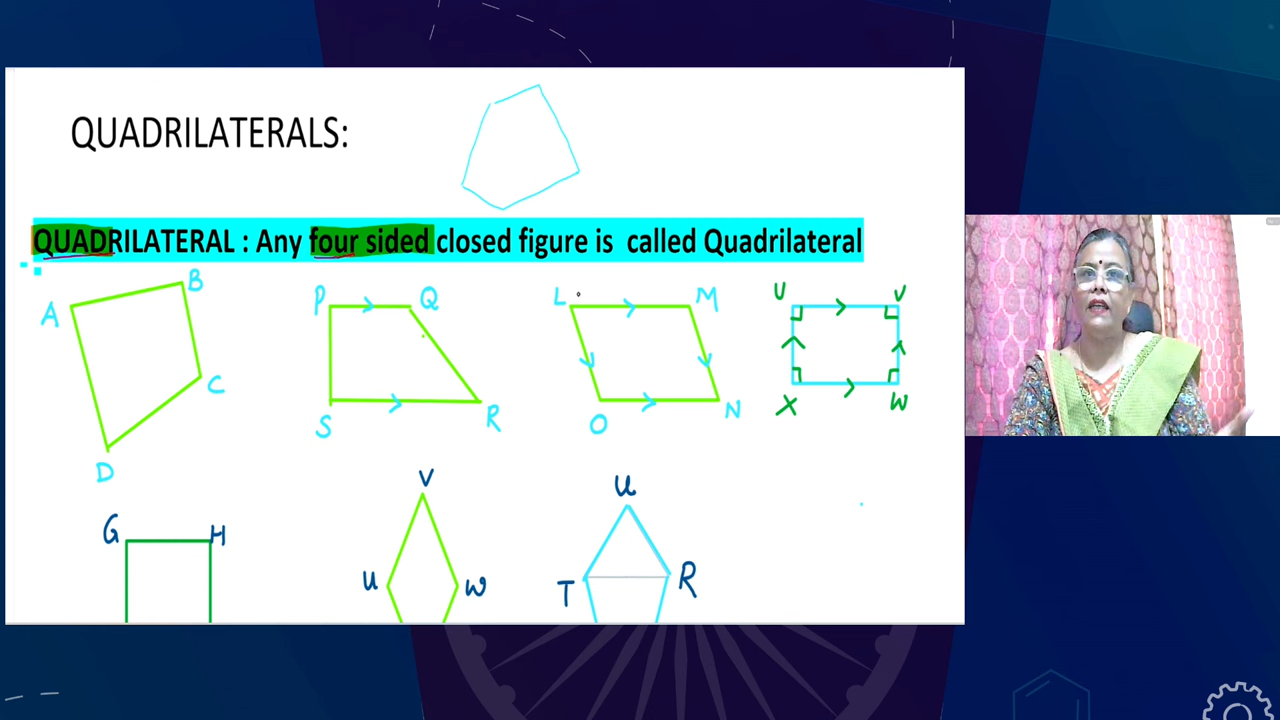 QUADRILATERALS:
QUADRILATERAL : Any four sided closed figure is called Quadrilateral
A B C D
P Q R S
L M N O
U V W X
G H
V U W
U T R